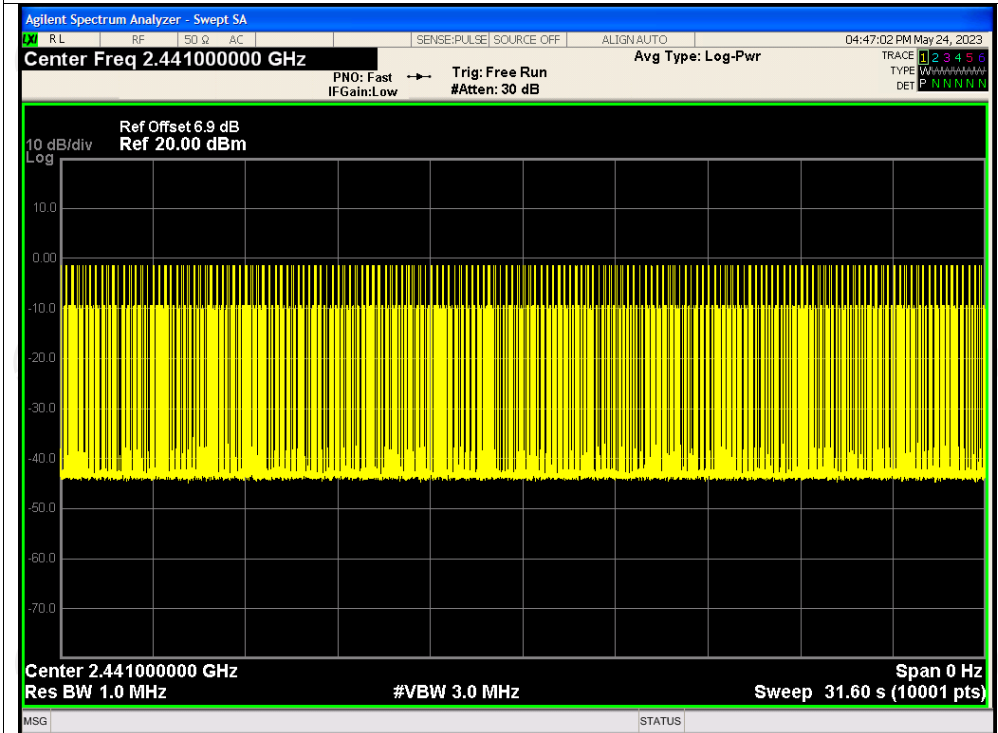 Agilent Spectrum Analyzer - Swept SA
LXI RL RF 50 Ω AC SENSE:PULSE SOURCE OFF ALIGNAUTO 04:47:02 PM May 24, 2023
Center Freq 2.441000000 GHz Avg Type: Log-Pwr TRACE 1 2 3 4 5 6
PNO: Fast Trig: Free Run TYPE WWWWWW
IFGain:Low #Atten: 30 dB DET P N N N N N
Ref Offset 6.9 dB
10 dB/div Ref 20.00 dBm
Log
10.0
0.00
-10.0
-20.0
-30.0
-40.0
-50.0
-60.0
-70.0
Center 2.441000000 GHz Span 0 Hz
Res BW 1.0 MHz #VBW 3.0 MHz Sweep 31.60 s (10001 pts)
MSG STATUS